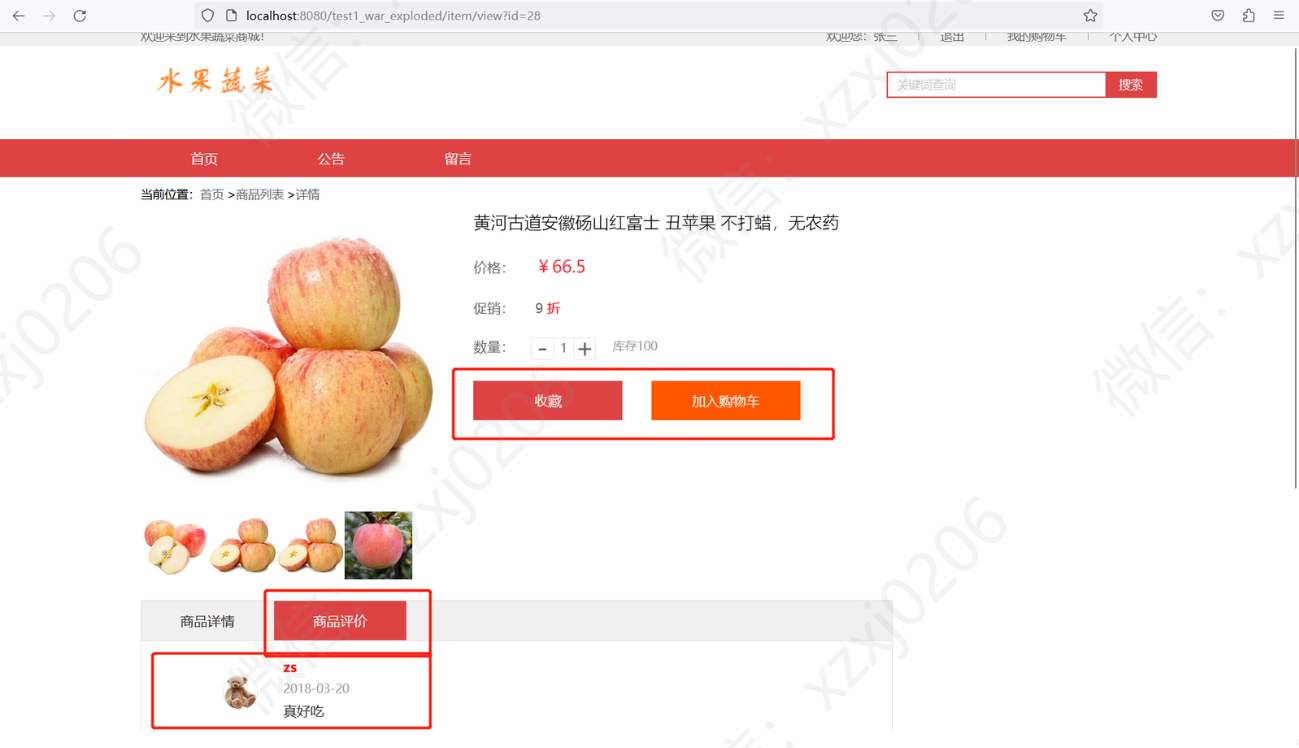 localhost:8080/test1_war_exploded/item/view?id=28
欢迎来到水果蔬菜商城!
欢迎您：张三 | 退出 | 我的购物车 | 个人中心
水果蔬菜
关键词查询 搜索
首页 公告 留言
当前位置：首页 >商品列表 >详情
黄河古道安徽砀山红富士 丑苹果 不打蜡，无农药
价格： ¥66.5
促销： 9 折
数量： - 1 + 库存100
收藏 加入购物车
商品详情 商品评价
zs
2018-03-20
真好吃
微信：xzxj0206
微信：xzxj0206
微信：xzxj0206